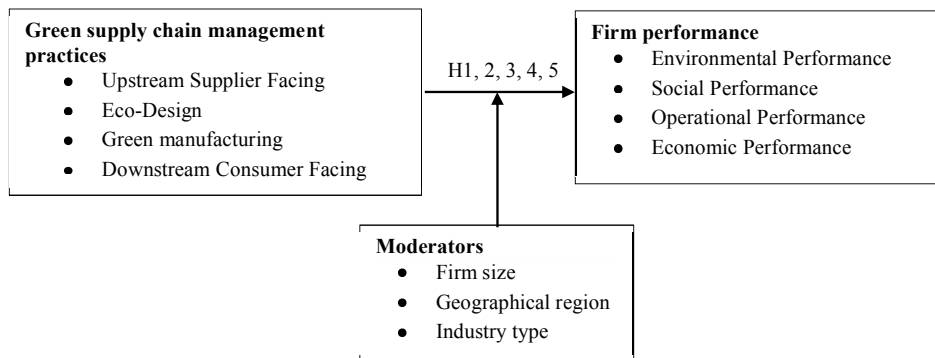 Green supply chain management
practices
● Upstream Supplier Facing
● Eco-Design
● Green manufacturing
● Downstream Consumer Facing
H1, 2, 3, 4, 5
Firm performance
● Environmental Performance
● Social Performance
● Operational Performance
● Economic Performance
Moderators
● Firm size
● Geographical region
● Industry type